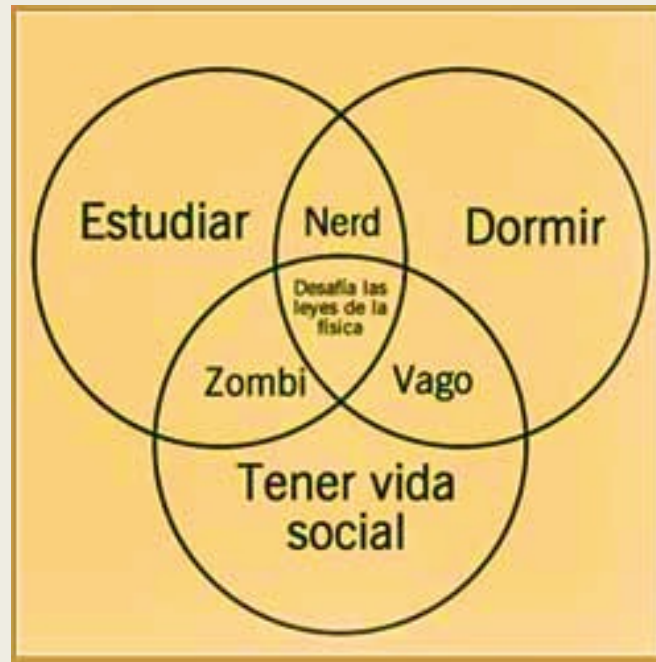 Estudiar
Nerd
Dormir
Desafía las
leyes de la
física
Zombi
Vago
Tener vida
social